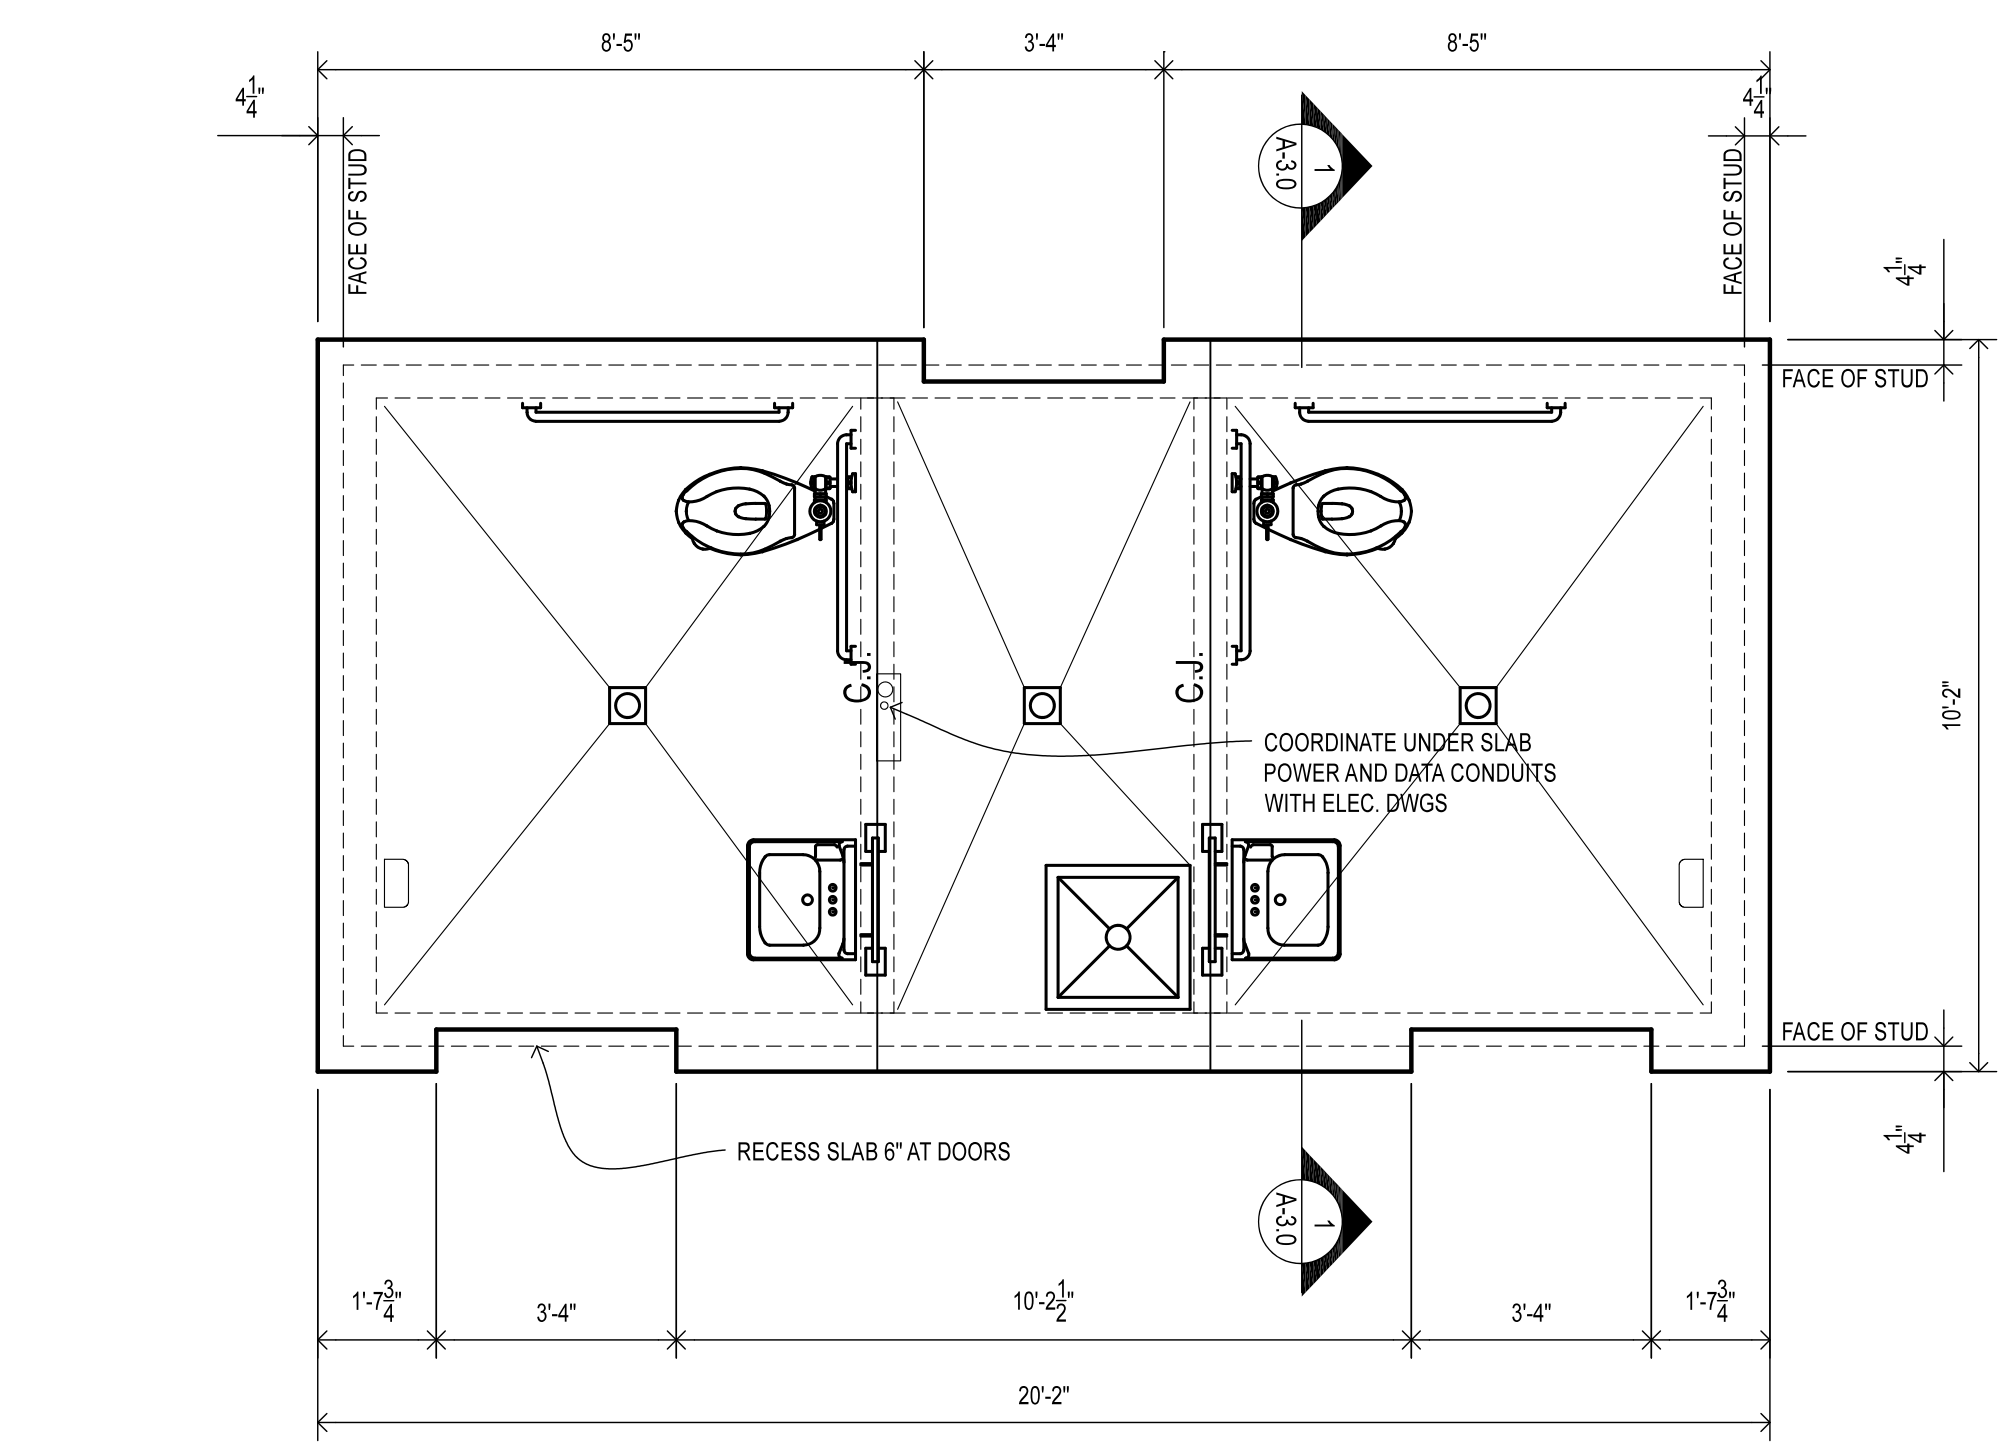 8'-5"
3'-4"
8'-5"
4 1/4"
4 1/4"
FACE OF STUD
1
A-3.0
FACE OF STUD
4 1/4"
FACE OF STUD
C.J.
C.J.
10'-2"
COORDINATE UNDER SLAB
POWER AND DATA CONDUITS
WITH ELEC. DWGS
FACE OF STUD
4 1/4"
RECESS SLAB 6" AT DOORS
1
A-3.0
1'-7 3/4"
3'-4"
10'-2 1/2"
3'-4"
1'-7 3/4"
20'-2"